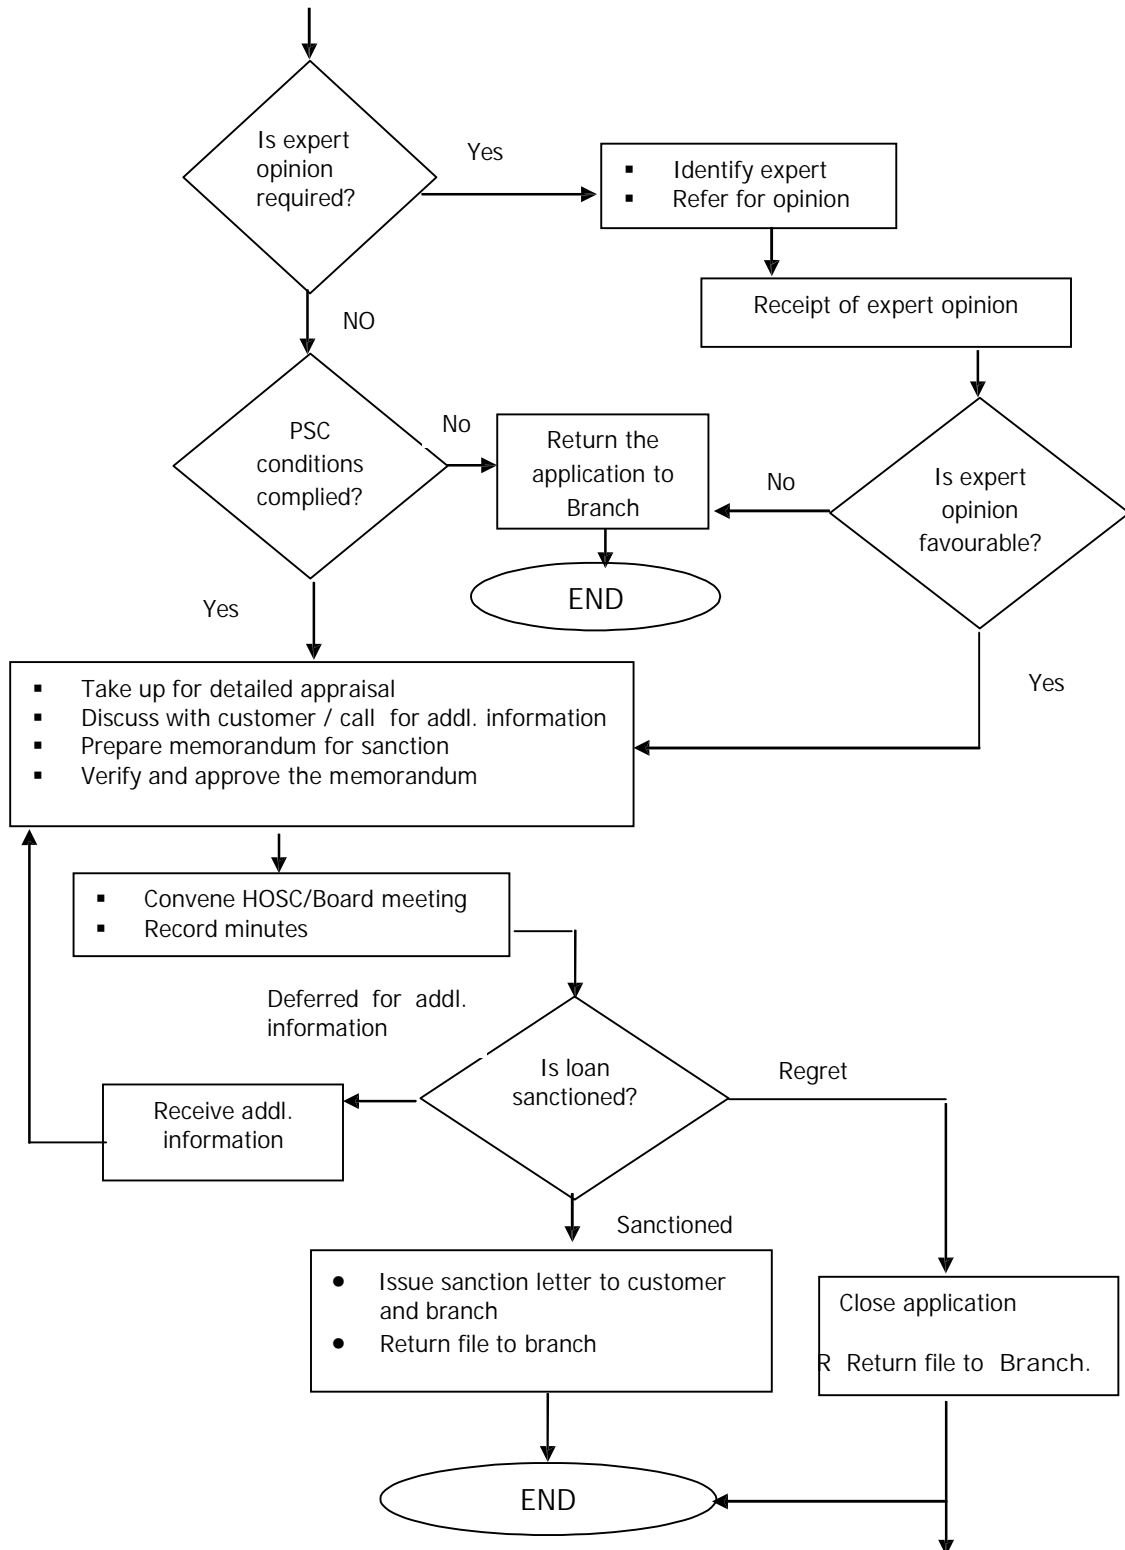 Is expert
opinion
required?
Yes
▪ Identify expert
▪ Refer for opinion
Receipt of expert opinion
NO
PSC
conditions
complied?
No
Return the
application to
Branch
No
Is expert
opinion
favourable?
END
Yes
Yes
▪ Take up for detailed appraisal
▪ Discuss with customer / call for addl. information
▪ Prepare memorandum for sanction
▪ Verify and approve the memorandum
▪ Convene HOSC/Board meeting
▪ Record minutes
Deferred for addl.
information
Is loan
sanctioned?
Regret
Receive addl.
information
Sanctioned
● Issue sanction letter to customer
and branch
● Return file to branch
Close application
R Return file to Branch.
END